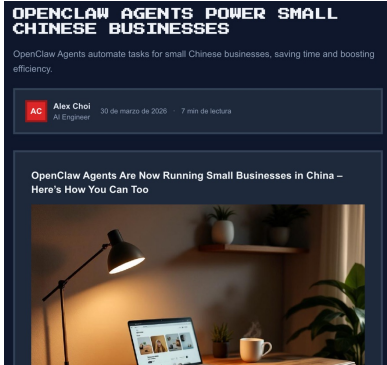 OPENCLAW AGENTS POWER SMALL
CHINESE BUSINESSES
OpenClaw Agents automate tasks for small Chinese businesses, saving time and boosting
efficiency.
AC
Alex Choi
AI Engineer
30 de marzo de 2026 · 7 min de lectura
OpenClaw Agents Are Now Running Small Businesses in China –
Here's How You Can Too